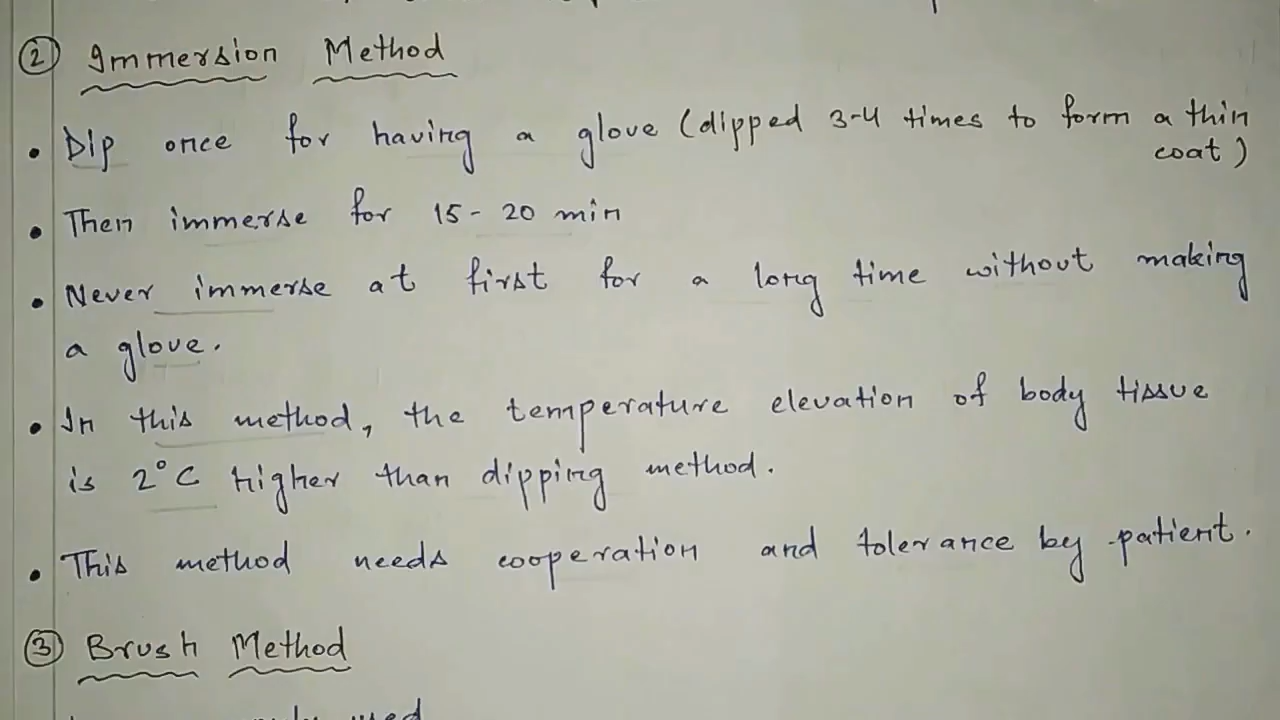 ② Immersion Method
• Dip once for having a glove (dipped 3-4 times to form a thin
coat)
• Then immerse for 15-20 min
• Never immerse at first for a long time without making
a glove.
• In this method, the temperature elevation of body tissue
is 2°C higher than dipping method.
• This method needs cooperation and tolerance by patient.
③ Brush Method
used